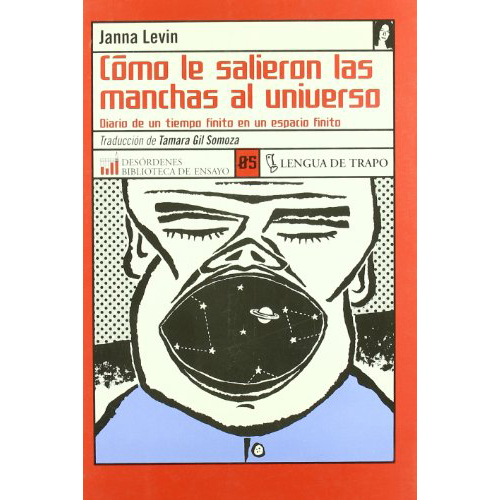 Janna Levin
Cómo le salieron las
manchas al universo
Diario de un tiempo finito en un espacio finito
Traducción de Tamara Gil Somoza
DESÓRDENES
BIBLIOTECA DE ENSAYO
05
LENGUA DE TRAPO